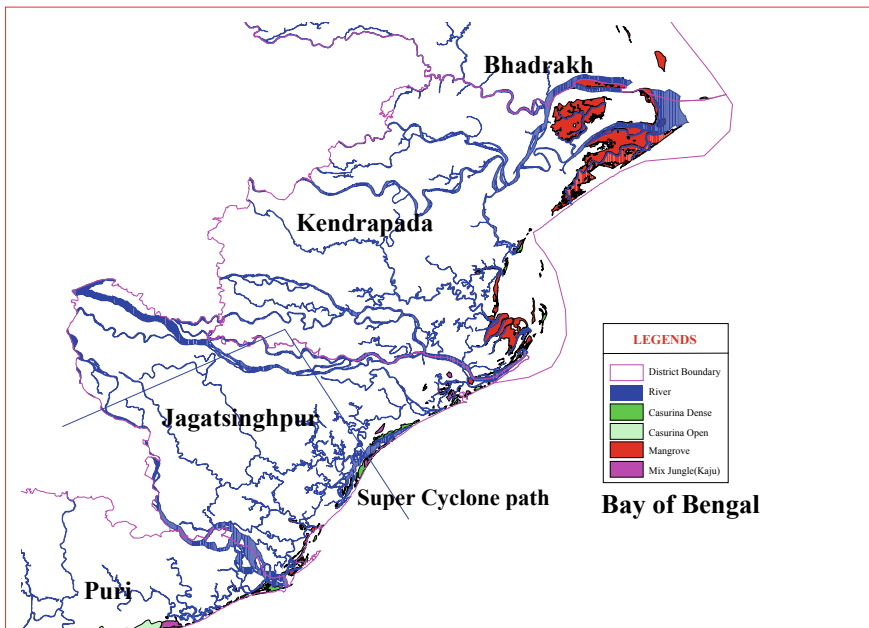 Bhadrakh
Kendrapada
Jagatsinghpur
Super Cyclone path
Puri
Bay of Bengal
LEGENDS
District Boundary
River
Casurina Dense
Casurina Open
Mangrove
Mix Jungle(Kaju)